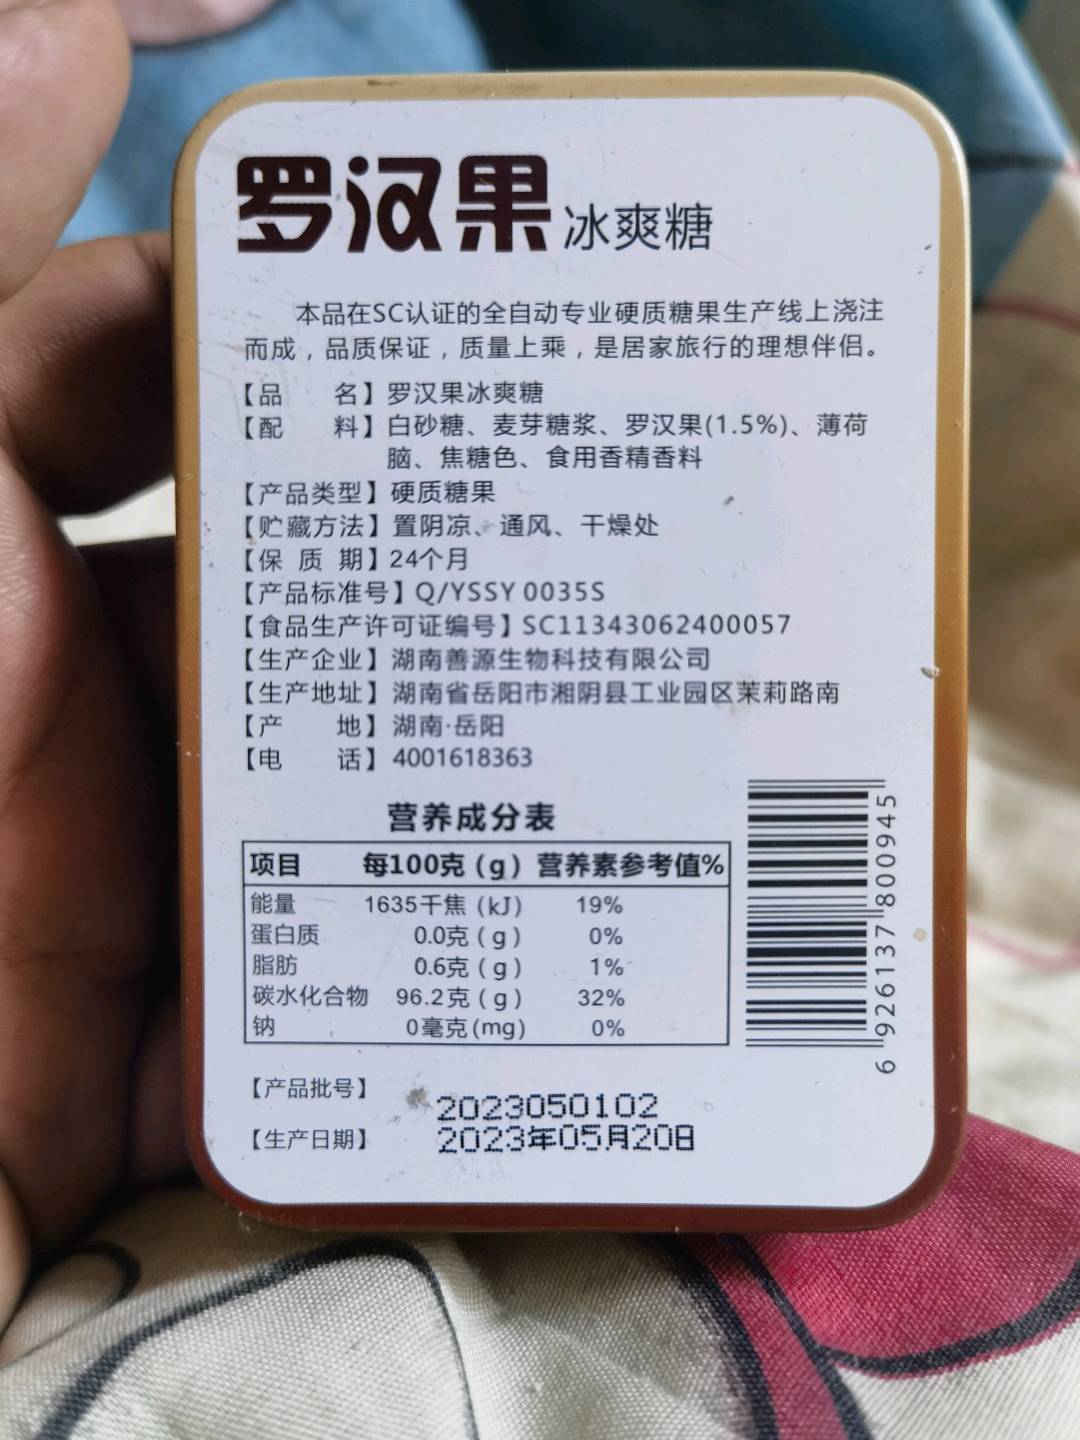 罗汉果 冰爽糖
本品在SC认证的全自动专业硬质糖果生产线上浇注
而成，品质保证，质量上乘，是居家旅行的理想伴侣。
【品 名】罗汉果冰爽糖
【配 料】白砂糖、麦芽糖浆、罗汉果(1.5%)、薄荷
脑、焦糖色、食用香精香料
【产品类型】硬质糖果
【贮藏方法】置阴凉、通风、干燥处
【保 质 期】24个月
【产品标准号】Q/YSSY 0035S
【食品生产许可证编号】SC11343062400057
【生产企业】湖南善源生物科技有限公司
【生产地址】湖南省岳阳市湘阴县工业园区茉莉路南
【产 地】湖南·岳阳
【电 话】4001618363
营养成分表
项目 每100克(g) 营养素参考值%
能量 1635千焦(kJ) 19%
蛋白质 0.0克(g) 0%
脂肪 0.6克(g) 1%
碳水化合物 96.2克(g) 32%
钠 0毫克(mg) 0%
6 926137 800945
【产品批号】 2023050102
【生产日期】 2023年05月20日